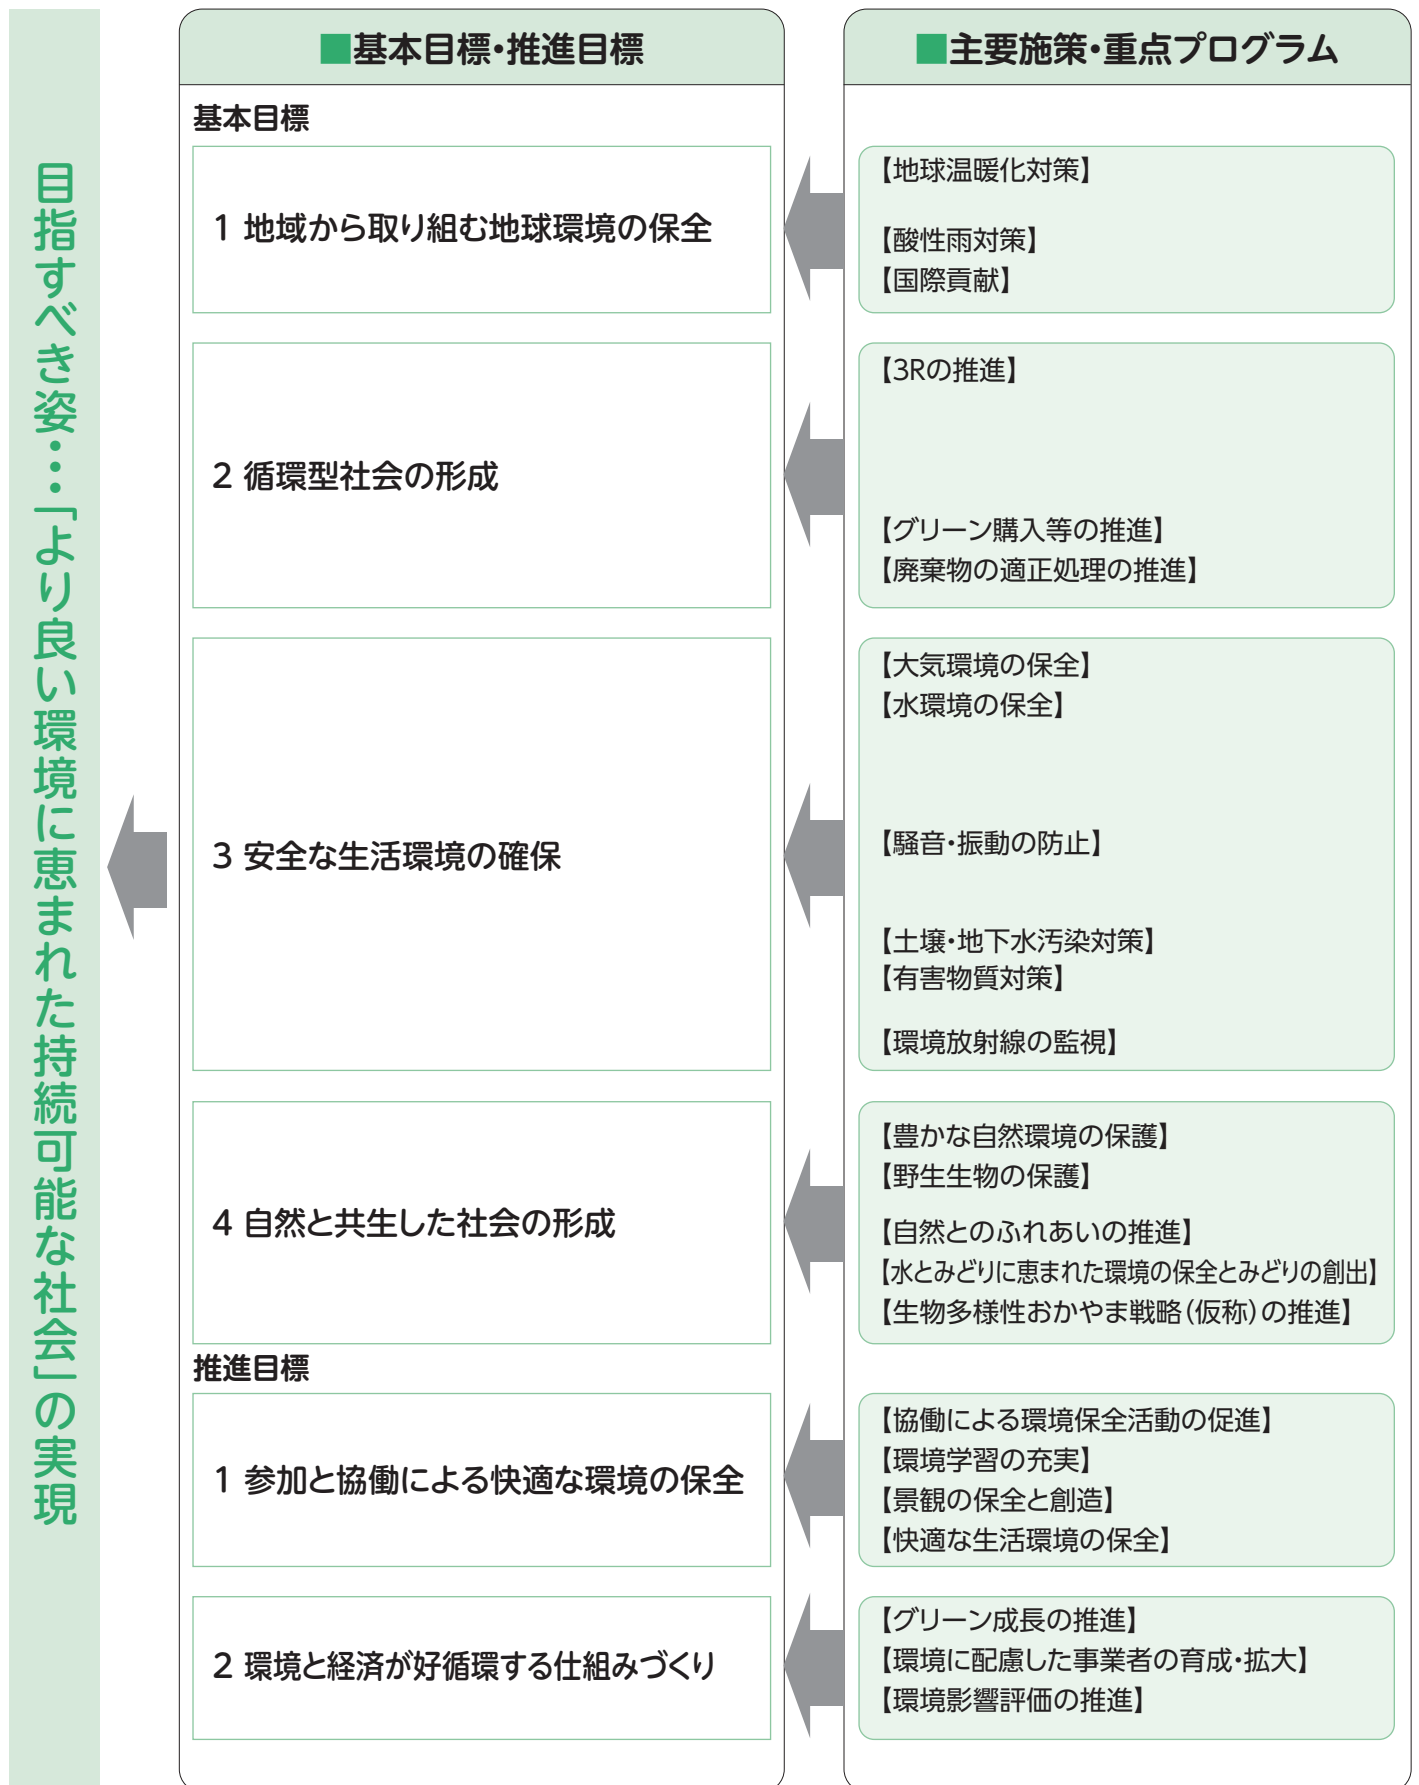 目指すべき姿･･･「より良い環境に恵まれた持続可能な社会」の実現
■基本目標・推進目標
基本目標
1 地域から取り組む地球環境の保全
2 循環型社会の形成
3 安全な生活環境の確保
4 自然と共生した社会の形成
推進目標
1 参加と協働による快適な環境の保全
2 環境と経済が好循環する仕組みづくり
■主要施策・重点プログラム
【地球温暖化対策】
【酸性雨対策】
【国際貢献】
【3Rの推進】
【グリーン購入等の推進】
【廃棄物の適正処理の推進】
【大気環境の保全】
【水環境の保全】
【騒音・振動の防止】
【土壌・地下水汚染対策】
【有害物質対策】
【環境放射線の監視】
【豊かな自然環境の保護】
【野生生物の保護】
【自然とのふれあいの推進】
【水とみどりに恵まれた環境の保全とみどりの創出】
【生物多様性おかやま戦略（仮称）の推進】
【協働による環境保全活動の促進】
【環境学習の充実】
【景観の保全と創造】
【快適な生活環境の保全】
【グリーン成長の推進】
【環境に配慮した事業者の育成・拡大】
【環境影響評価の推進】